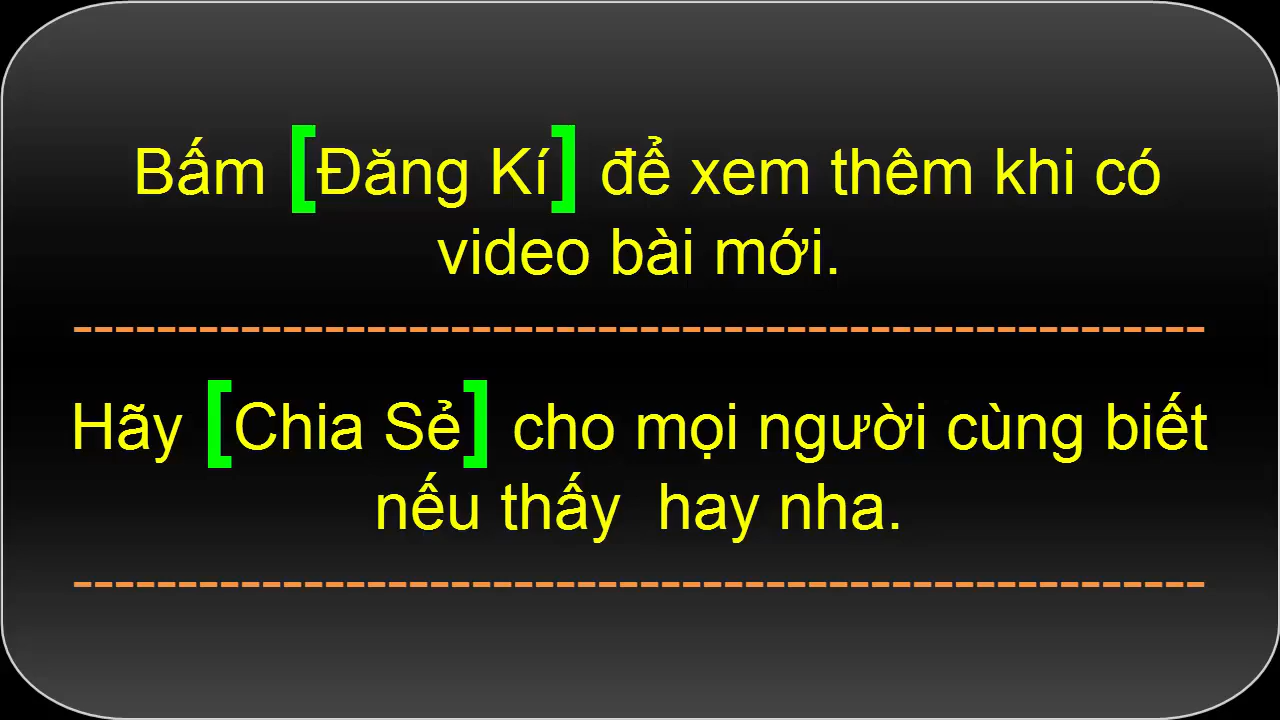 Bấm [Đăng Kí] để xem thêm khi có
video bài mới.
------------------------------------------------------
Hãy [Chia Sẻ] cho mọi người cùng biết
nếu thấy  hay nha.
------------------------------------------------------